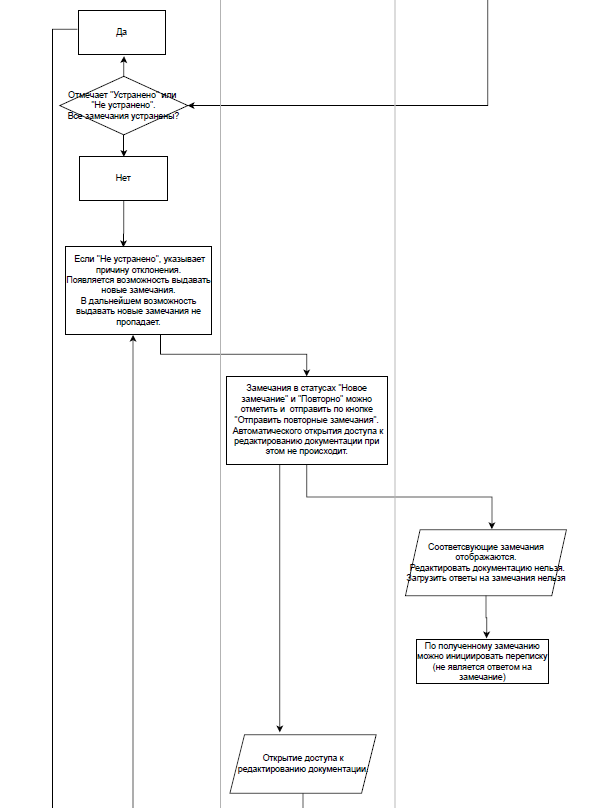 Да
Отмечает "Устранено" или
"Не устранено".
Все замечания устранены?
Нет
Если "Не устранено", указывает
причину отклонения.
Появляется возможность выдавать
новые замечания.
В дальнейшем возможность
выдавать новые замечания не
пропадает.
Замечания в статусах "Новое
замечание" и "Повторно" можно
отметить и отправить по кнопке
"Отправить повторные замечания".
Автоматического открытия доступа к
редактированию документации при
этом не происходит.
Соответсвующие замечания
отображаются.
Редактировать документацию нельзя.
Загрузить ответы на замечания нельзя
По полученному замечанию
можно инициировать переписку
(не является ответом на
замечание)
Открытие доступа к
редактированию документации